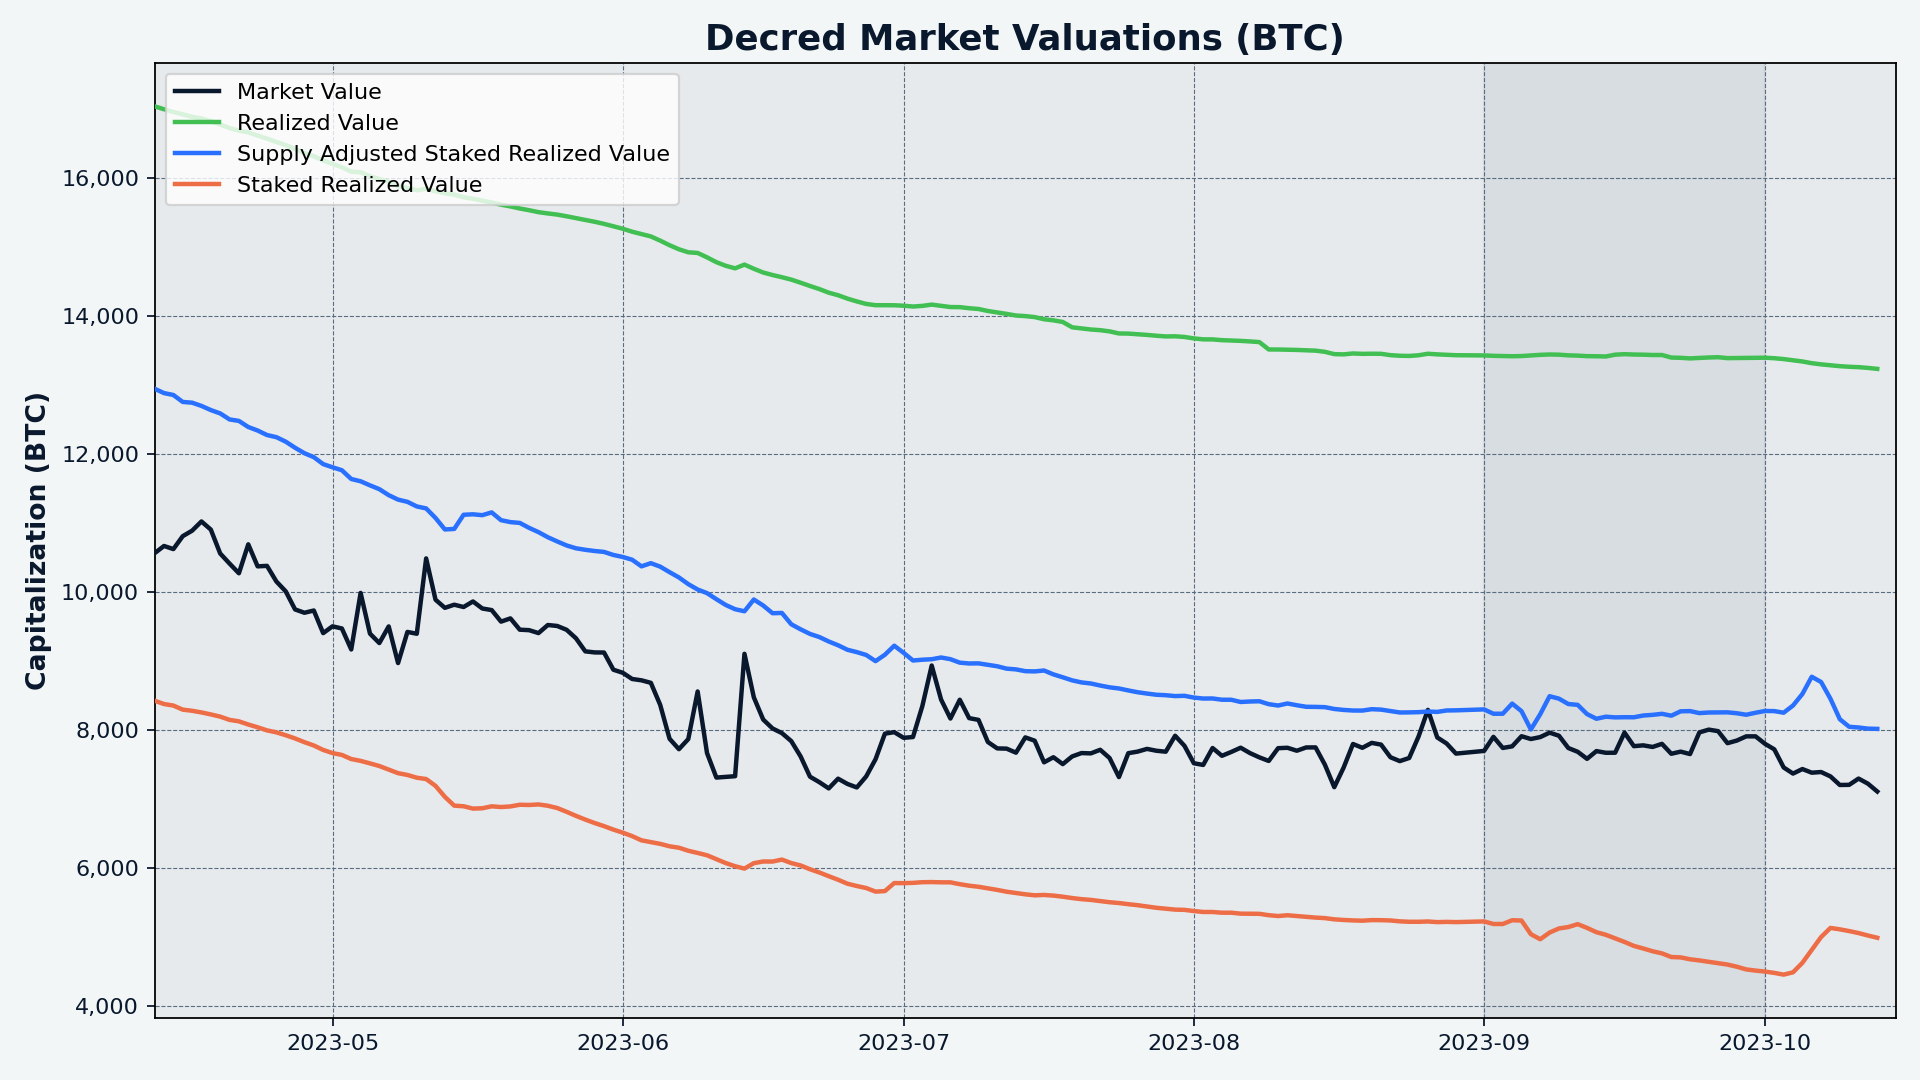 Decred Market Valuations (BTC)
Market Value
Realized Value
Supply Adjusted Staked Realized Value
Staked Realized Value
Capitalization (BTC)
16,000
14,000
12,000
10,000
8,000
6,000
4,000
2023-05
2023-06
2023-07
2023-08
2023-09
2023-10